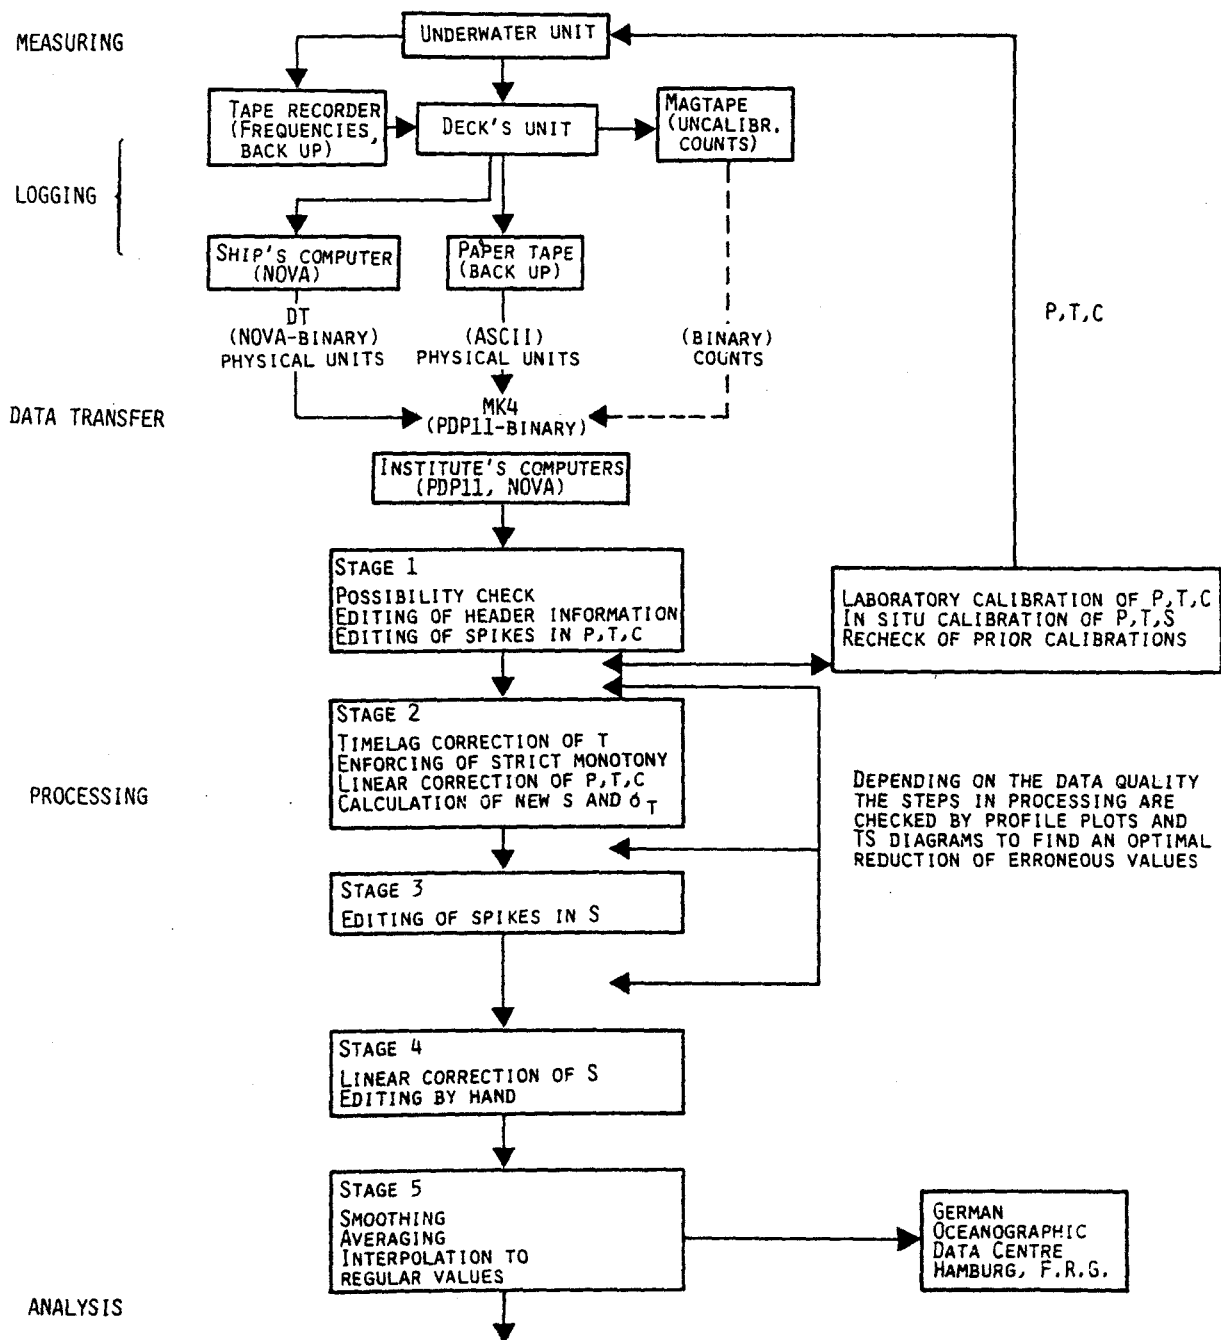 MEASURING
UNDERWATER UNIT
TAPE RECORDER
(FREQUENCIES,
BACK UP)
DECK'S UNIT
MAGTAPE
(UNCALIBR.
COUNTS)
LOGGING
SHIP'S COMPUTER
(NOVA)
PAPER TAPE
(BACK UP)
DT
(NOVA-BINARY)
PHYSICAL UNITS
(ASCII)
PHYSICAL UNITS
(BINARY)
COUNTS
P,T,C
DATA TRANSFER
MK4
(PDP11-BINARY)
INSTITUTE'S COMPUTERS
(PDP11, NOVA)
STAGE 1
POSSIBILITY CHECK
EDITING OF HEADER INFORMATION
EDITING OF SPIKES IN P,T,C
LABORATORY CALIBRATION OF P,T,C
IN SITU CALIBRATION OF P,T,S
RECHECK OF PRIOR CALIBRATIONS
PROCESSING
STAGE 2
TIMELAG CORRECTION OF T
ENFORCING OF STRICT MONOTONY
LINEAR CORRECTION OF P,T,C
CALCULATION OF NEW S AND σT
DEPENDING ON THE DATA QUALITY
THE STEPS IN PROCESSING ARE
CHECKED BY PROFILE PLOTS AND
TS DIAGRAMS TO FIND AN OPTIMAL
REDUCTION OF ERRONEOUS VALUES
STAGE 3
EDITING OF SPIKES IN S
STAGE 4
LINEAR CORRECTION OF S
EDITING BY HAND
STAGE 5
SMOOTHING
AVERAGING
INTERPOLATION TO
REGULAR VALUES
GERMAN
OCEANOGRAPHIC
DATA CENTRE
HAMBURG, F.R.G.
ANALYSIS